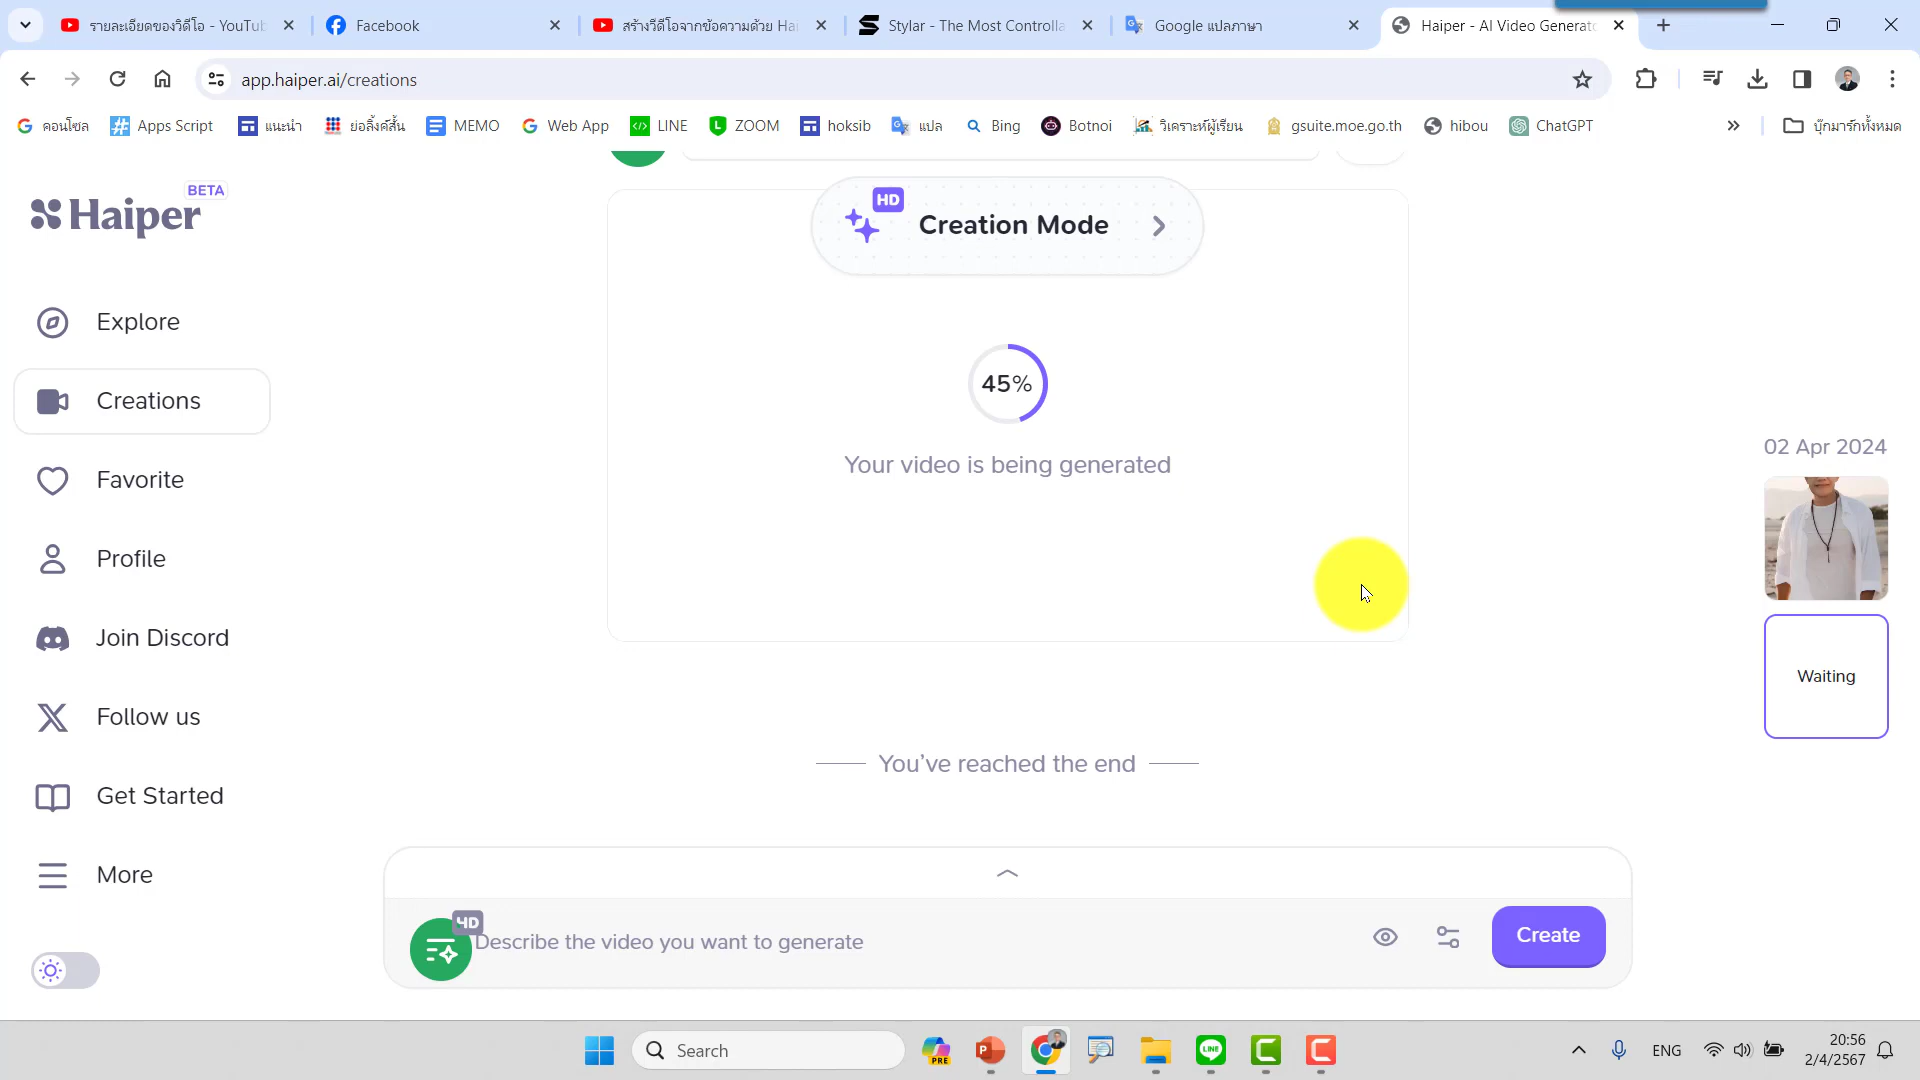 รายละเอียดของวิดีโอ - YouTub
Facebook
สร้างวีดีโอจากข้อความด้วย Hai
Stylar - The Most Controlla
Google แปลภาษา
Haiper - AI Video Generato
app.haiper.ai/creations
คอนโซล
Apps Script
แนะนำ
ย่อลิ้งค์สั้น
MEMO
Web App
LINE
ZOOM
hoksib
แปล
Bing
Botnoi
วิเคราะห์ผู้เรียน
gsuite.moe.go.th
hibou
ChatGPT
บุ๊กมาร์กทั้งหมด
Haiper
BETA
HD
Creation Mode
Explore
Creations
Favorite
Profile
Join Discord
Follow us
Get Started
More
45%
Your video is being generated
02 Apr 2024
Waiting
You've reached the end
4D
Describe the video you want to generate
Create
Search
PRE
LINE
ENG
20:56
2/4/2567